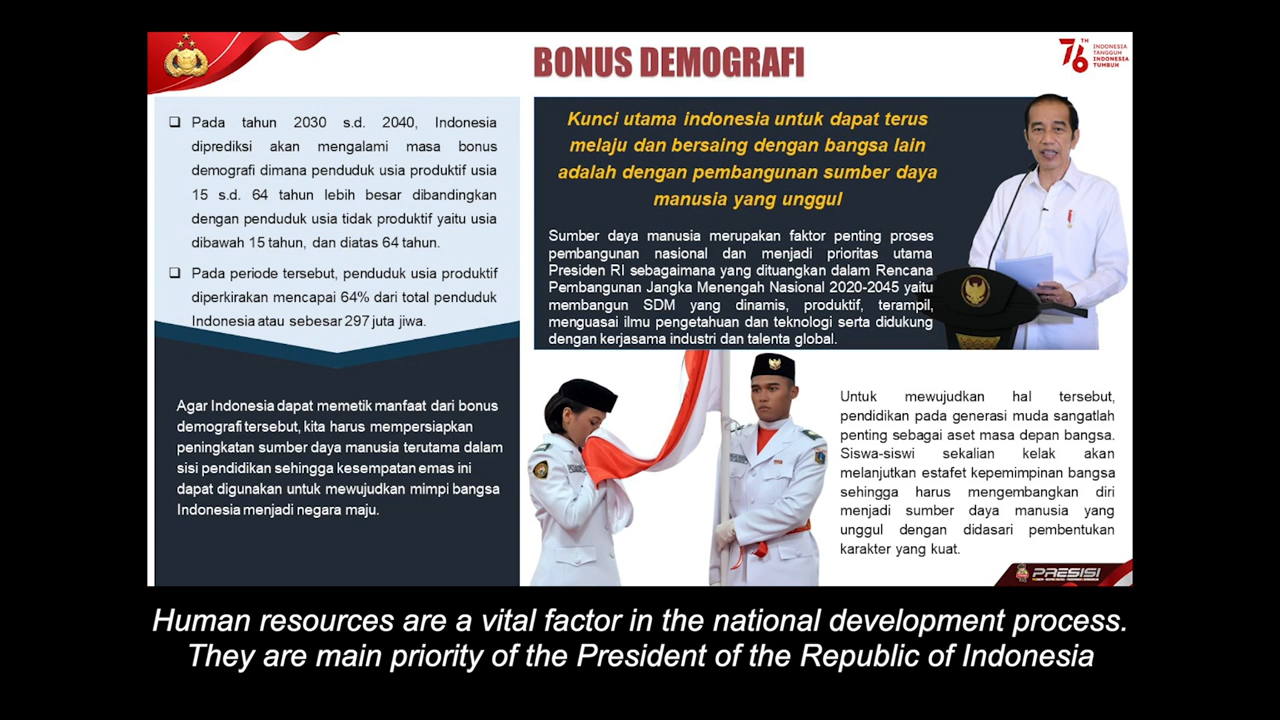 BONUS DEMOGRAFI
76 TH
INDONESIA
TANGGUH
INDONESIA
TUMBUH
❑ Pada tahun 2030 s.d. 2040, Indonesia
diprediksi akan mengalami masa bonus
demografi dimana penduduk usia produktif usia
15 s.d. 64 tahun lebih besar dibandingkan
dengan penduduk usia tidak produktif yaitu usia
dibawah 15 tahun, dan diatas 64 tahun.
❑ Pada periode tersebut, penduduk usia produktif
diperkirakan mencapai 64% dari total penduduk
Indonesia atau sebesar 297 juta jiwa.
Agar Indonesia dapat memetik manfaat dari bonus
demografi tersebut, kita harus mempersiapkan
peningkatan sumber daya manusia terutama dalam
sisi pendidikan sehingga kesempatan emas ini
dapat digunakan untuk mewujudkan mimpi bangsa
Indonesia menjadi negara maju.
Kunci utama indonesia untuk dapat terus
melaju dan bersaing dengan bangsa lain
adalah dengan pembangunan sumber daya
manusia yang unggul
Sumber daya manusia merupakan faktor penting proses
pembangunan nasional dan menjadi prioritas utama
Presiden RI sebagaimana yang dituangkan dalam Rencana
Pembangunan Jangka Menengah Nasional 2020-2045 yaitu
membangun SDM yang dinamis, produktif, terampil,
menguasai ilmu pengetahuan dan teknologi serta didukung
dengan kerjasama industri dan talenta global.
Untuk mewujudkan hal tersebut,
pendidikan pada generasi muda sangatlah
penting sebagai aset masa depan bangsa.
Siswa-siswi sekalian kelak akan
melanjutkan estafet kepemimpinan bangsa
sehingga harus mengembangkan diri
menjadi sumber daya manusia yang
unggul dengan didasari pembentukan
karakter yang kuat.
PRESISI
Human resources are a vital factor in the national development process.
They are main priority of the President of the Republic of Indonesia